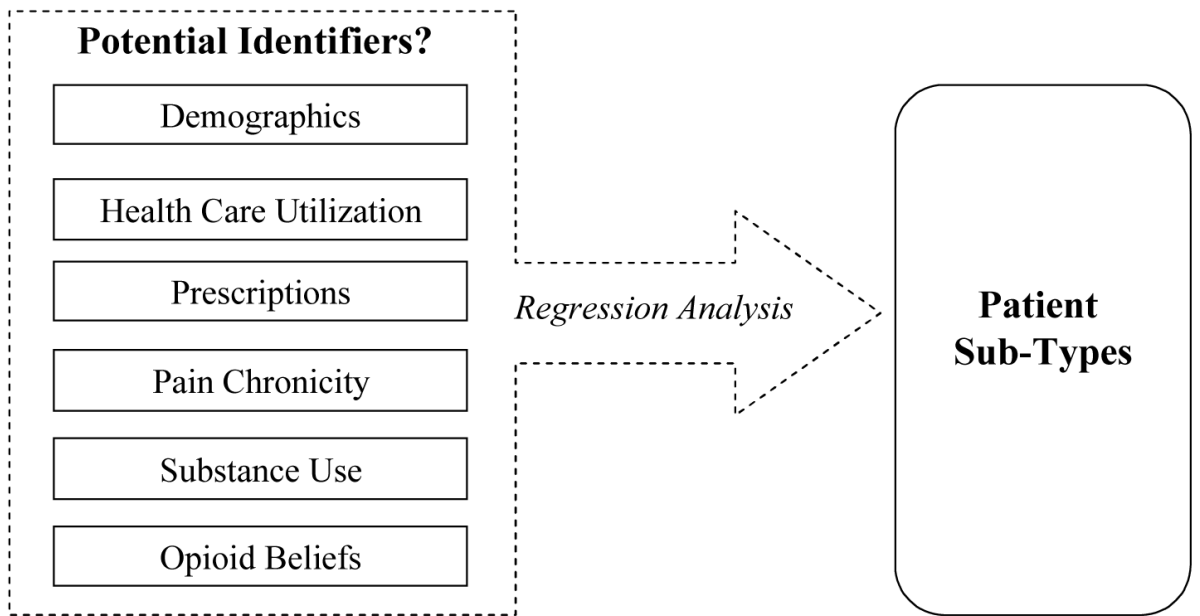 Potential Identifiers?
Demographics
Health Care Utilization
Prescriptions
Pain Chronicity
Substance Use
Opioid Beliefs
Regression Analysis
Patient
Sub-Types